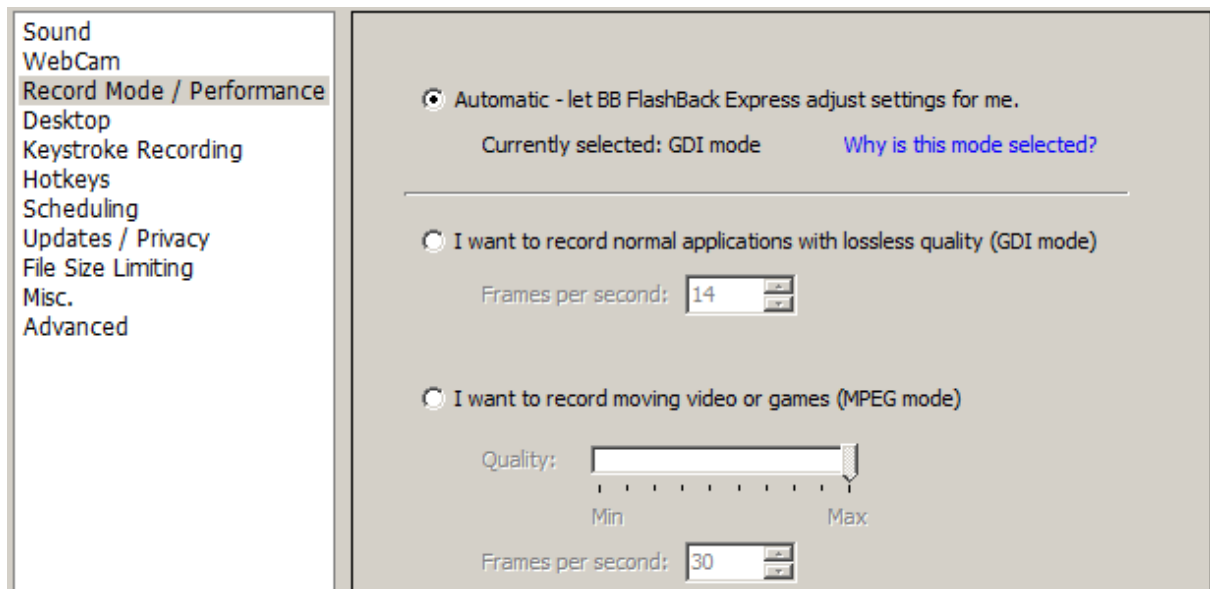 Sound
WebCam
Record Mode / Performance
Desktop
Keystroke Recording
Hotkeys
Scheduling
Updates / Privacy
File Size Limiting
Misc.
Advanced
Automatic - let BB FlashBack Express adjust settings for me.
Currently selected: GDI mode Why is this mode selected?
I want to record normal applications with lossless quality (GDI mode)
Frames per second: 14
I want to record moving video or games (MPEG mode)
Quality:
Min Max
Frames per second: 30